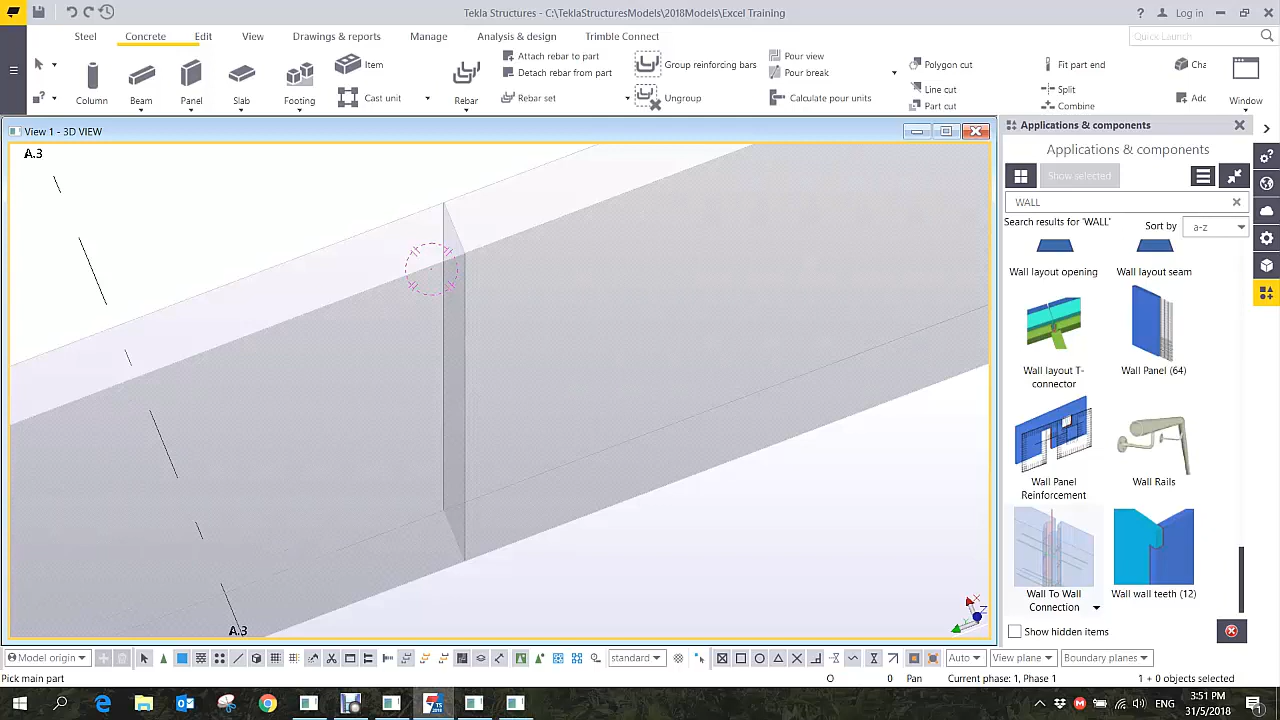 Tekla Structures - C:\TeklaStructuresModels\2018Models\Excel Training
? Log in
Steel Concrete Edit View Drawings & reports Manage Analysis & design Trimble Connect
Quick Launch
Column
Beam
Panel
Slab
Footing
Item
Cast unit
Rebar
Attach rebar to part
Detach rebar from part
Rebar set
Group reinforcing bars
Ungroup
Pour view
Pour break
Calculate pour units
Polygon cut
Line cut
Part cut
Fit part end
Split
Combine
Cha
Adc
Window
View 1 - 3D VIEW
A.3
A.3
X
Z
Applications & components
Applications & components
Show selected
WALL
Search results for 'WALL'
Sort by
a-z
Wall layout opening
Wall layout seam
Wall layout T-
connector
Wall Panel (64)
Wall Panel
Reinforcement
Wall Rails
Wall To Wall
Connection
Wall wall teeth (12)
Show hidden items
Model origin
standard
Auto
View plane
Boundary planes
Pick main part
O
0
Pan
Current phase: 1, Phase 1
1 + 0 objects selected
ENG
3:51 PM
31/5/2018